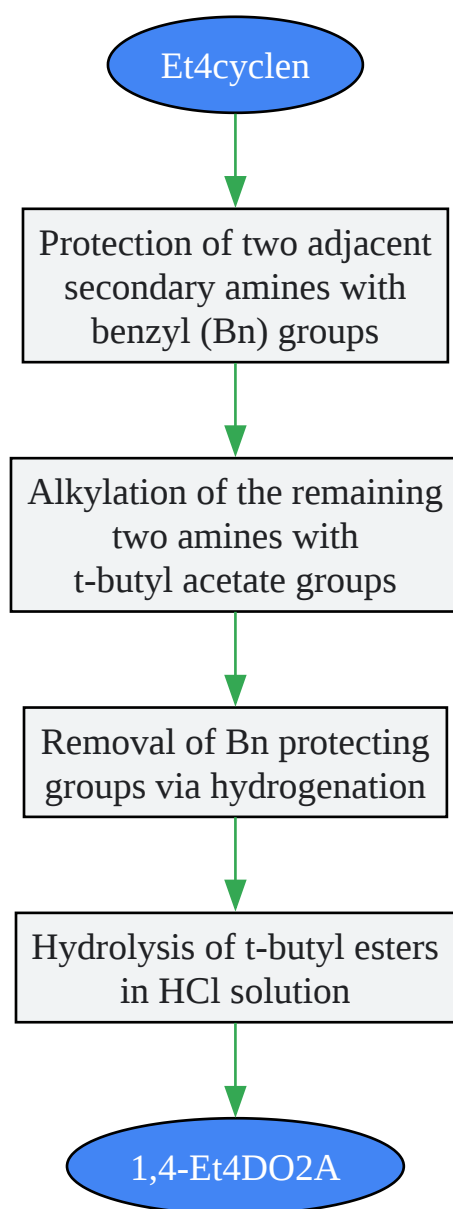 Et4cyclen
Protection of two adjacent
secondary amines with
benzyl (Bn) groups
Alkylation of the remaining
two amines with
t-butyl acetate groups
Removal of Bn protecting
groups via hydrogenation
Hydrolysis of t-butyl esters
in HCl solution
1,4-Et4DO2A